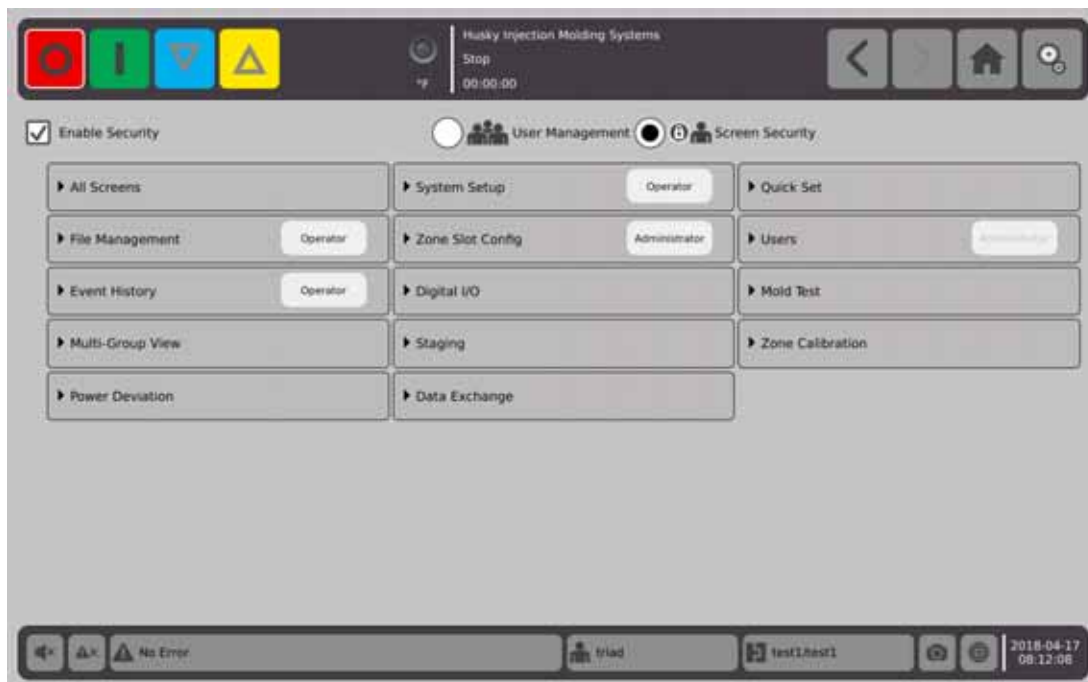 Husky Injection Molding Systems
Stop
°F 00:00:00
Enable Security User Management Screen Security
All Screens System Setup Operator Quick Set
File Management Operator Zone Slot Config Administrator Users Administrator
Event History Operator Digital I/O Mold Test
Multi-Group View Staging Zone Calibration
Power Deviation Data Exchange
No Error triad test1/test1 2018-04-17
08:12:08